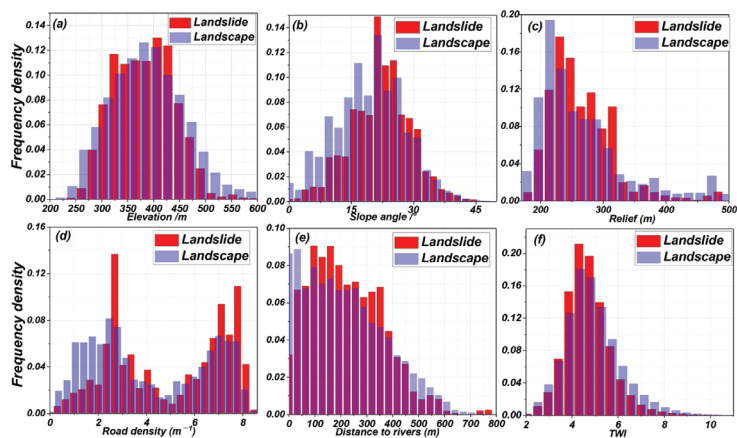 (a) Landslide
Landscape
Frequency density
0.14
0.12
0.10
0.08
0.06
0.04
0.02
0.00
200 250 300 350 400 450 500 550 600
Elevation /m
(b) Landslide
Landscape
0.14
0.12
0.10
0.08
0.06
0.04
0.02
0.00
0 15 30 45
Slope angle /°
(c) Landslide
Landscape
0.20
0.16
0.12
0.08
0.04
0.00
200 300 400 500
Relief (m)
(d) Landslide
Landscape
Frequency density
0.16
0.12
0.08
0.04
0.00
0 2 4 6 8
Road density (m⁻¹)
(e) Landslide
Landscape
0.10
0.08
0.06
0.04
0.02
0.00
0 100 200 300 400 500 600 700 800
Distance to rivers (m)
(f) Landslide
Landscape
0.20
0.16
0.12
0.08
0.04
0.00
2 4 6 8 10
TWI